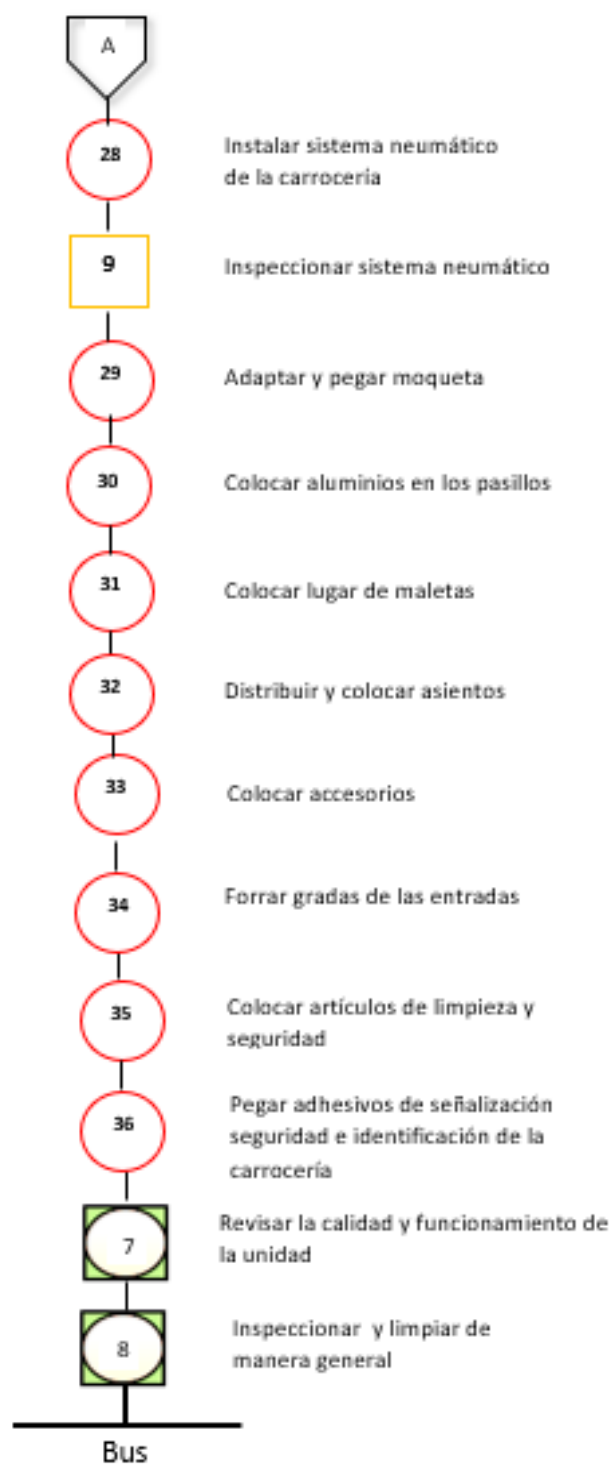 A
28
Instalar sistema neumático
de la carrocería
9
Inspeccionar sistema neumático
29
Adaptar y pegar moqueta
30
Colocar aluminios en los pasillos
31
Colocar lugar de maletas
32
Distribuir y colocar asientos
33
Colocar accesorios
34
Forrar gradas de las entradas
35
Colocar artículos de limpieza y
seguridad
36
Pegar adhesivos de señalización
seguridad e identificación de la
carrocería
7
Revisar la calidad y funcionamiento de
la unidad
8
Inspeccionar y limpiar de
manera general
Bus